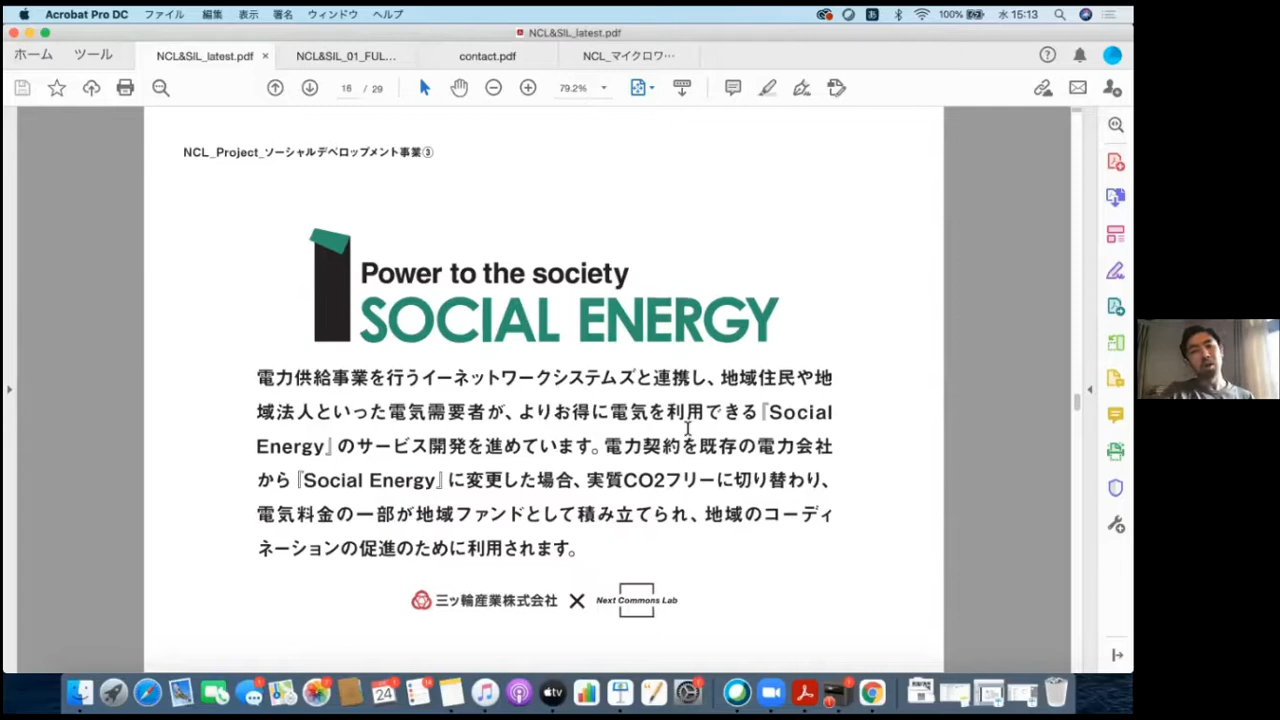 Acrobat Pro DC ファイル 編集 表示 署名 ウィンドウ ヘルプ 100% 水 15:13
NCL&SIL_latest.pdf
ホーム ツール NCL&SIL_latest.pdf × NCL&SIL_01_FUL... contact.pdf NCL_マイクロワ…
16 / 29 79.2%
NCL_Project_ソーシャルデベロップメント事業③
Power to the society
SOCIAL ENERGY
電力供給事業を行うイーネットワークシステムズと連携し、地域住民や地
域法人といった電気需要者が、よりお得に電気を利用できる『Social
Energy』のサービス開発を進めています。電力契約を既存の電力会社
から『Social Energy』に変更した場合、実質CO2フリーに切り替わり、
電気料金の一部が地域ファンドとして積み立てられ、地域のコーディ
ネーションの促進のために利用されます。
三ッ輪産業株式会社 × Next Commons Lab
24 tv